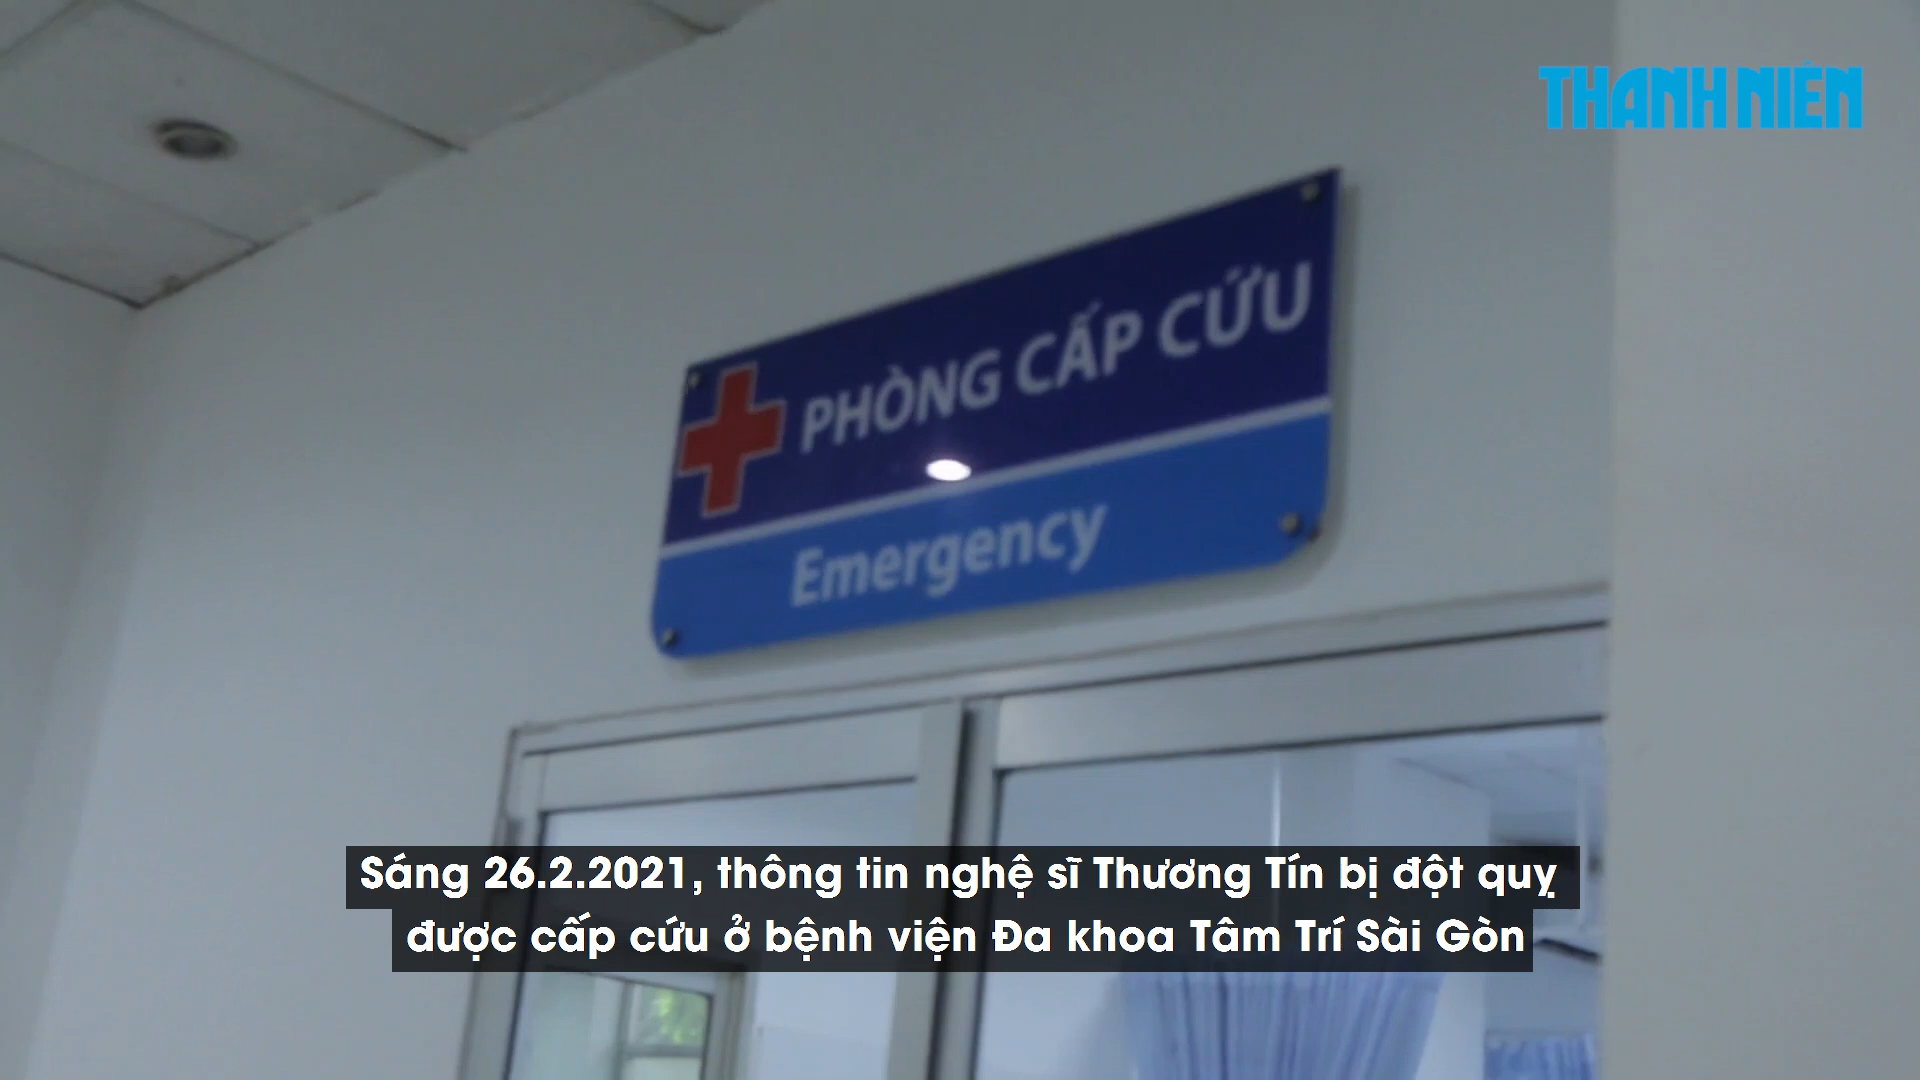 THANH NIÊN
PHÒNG CẤP CỨU
Emergency
Sáng 26.2.2021, thông tin nghệ sĩ Thương Tín bị đột quỵ
được cấp cứu ở bệnh viện Đa khoa Tâm Trí Sài Gòn